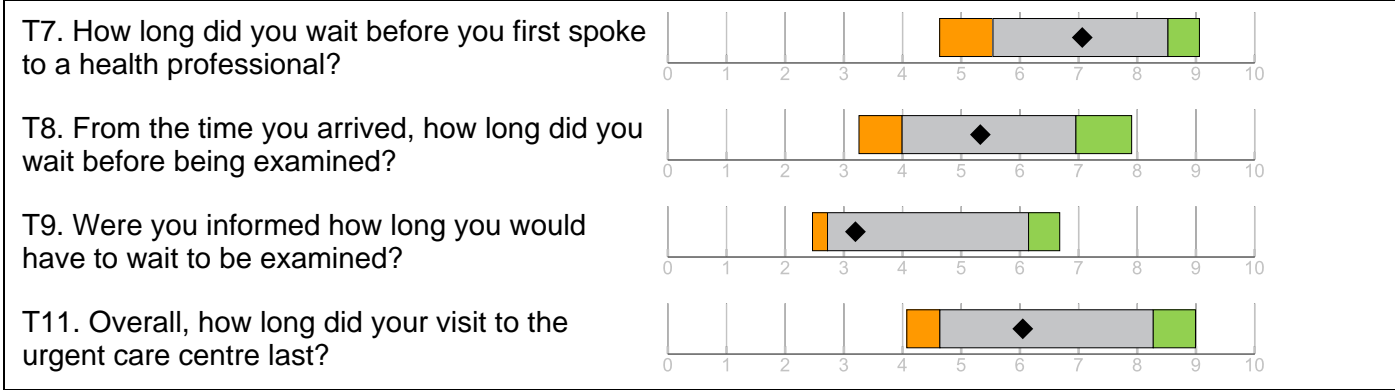 T7. How long did you wait before you first spoke
to a health professional?
0 1 2 3 4 5 6 7 8 9 10
T8. From the time you arrived, how long did you
wait before being examined?
0 1 2 3 4 5 6 7 8 9 10
T9. Were you informed how long you would
have to wait to be examined?
0 1 2 3 4 5 6 7 8 9 10
T11. Overall, how long did your visit to the
urgent care centre last?
0 1 2 3 4 5 6 7 8 9 10